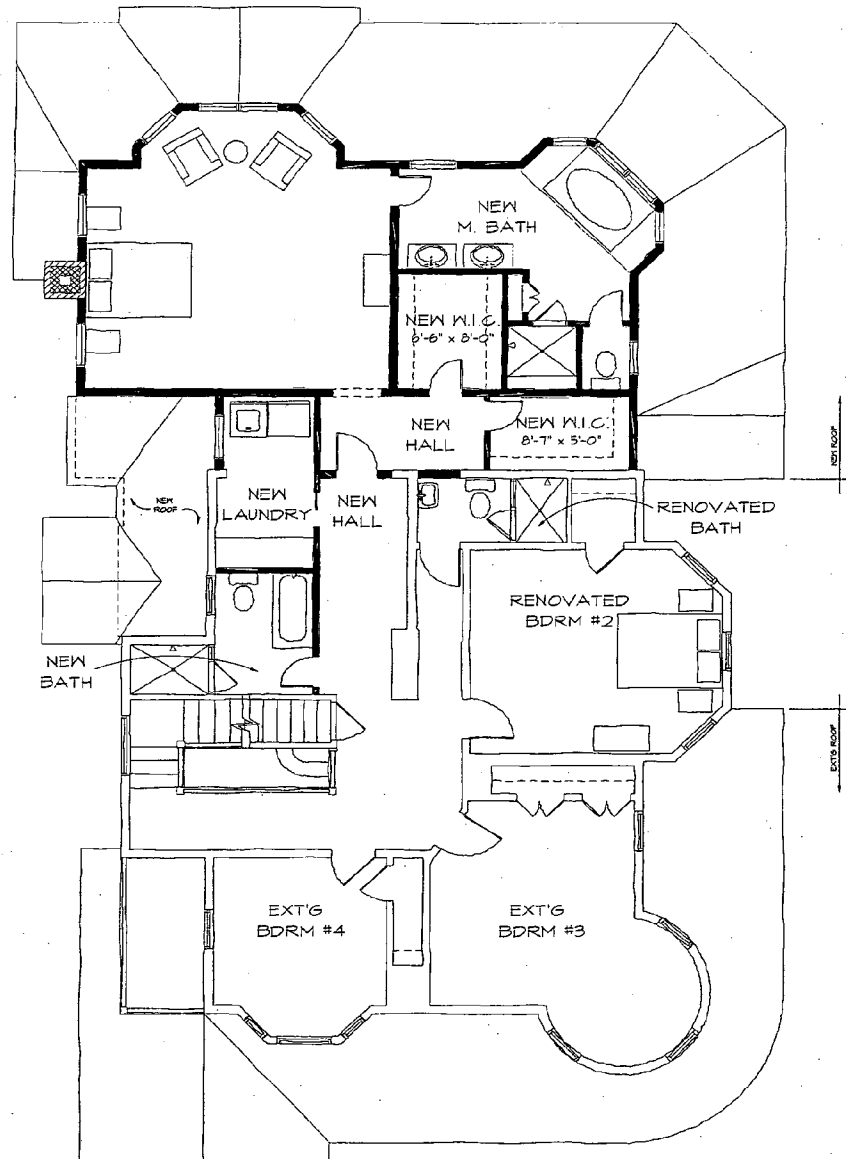 NEW
M. BATH
NEW W.I.C.
6'-6" x 8'-0"
NEW
HALL
NEW W.I.C.
8'-7" x 5'-0"
NEW ROOF
NEW
LAUNDRY
NEW
HALL
NEW
ROOF
RENOVATED
BATH
RENOVATED
BDRM #2
NEW
BATH
EXT'G ROOF
EXT'G
BDRM #4
EXT'G
BDRM #3